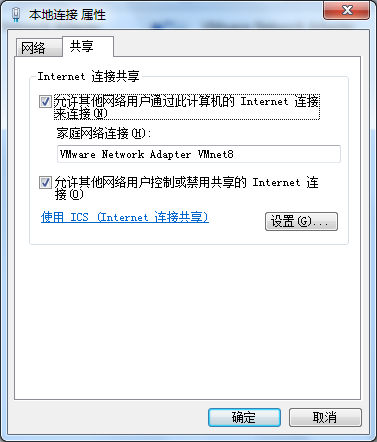 本地连接 属性
网络
共享
Internet 连接共享
允许其他网络用户通过此计算机的 Internet 连接
来连接(N)
家庭网络连接(H):
VMware Network Adapter VMnet8
允许其他网络用户控制或禁用共享的 Internet 连
接(O)
使用 ICS (Internet 连接共享)
设置(G)...
确定
取消